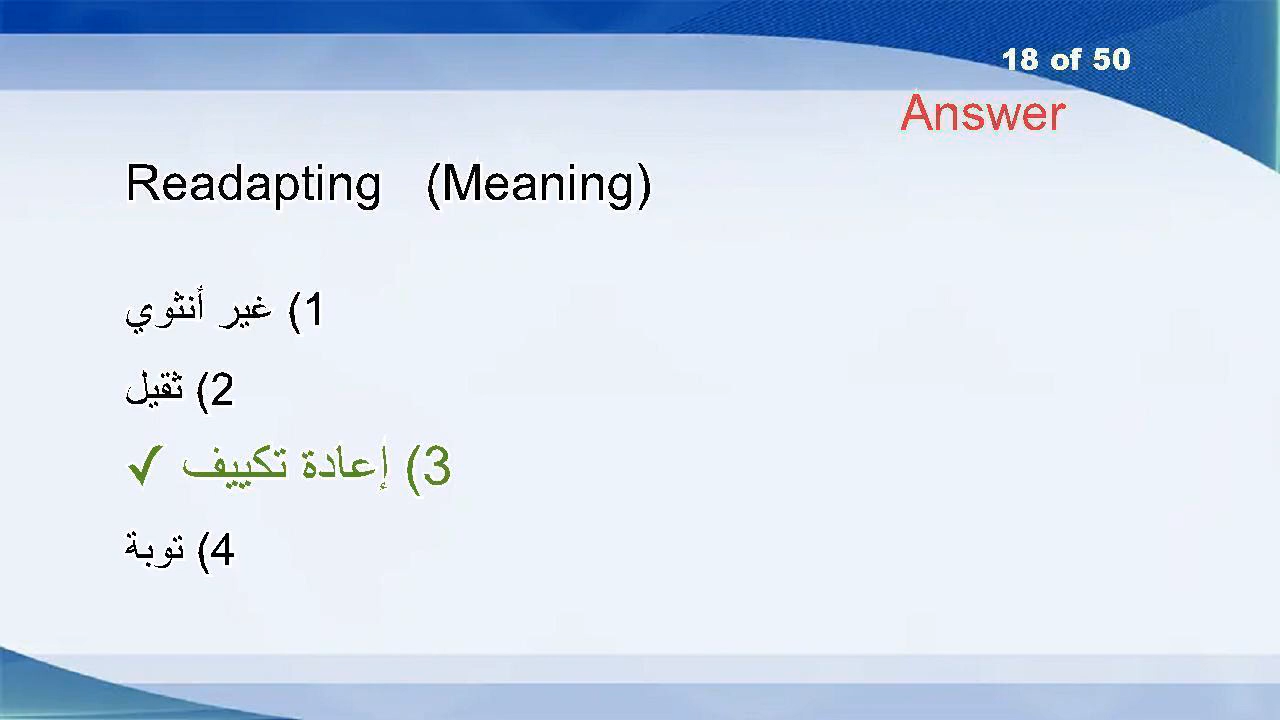 18 of 50
Answer
Readapting (Meaning)
1) غير أنثوي
2) ثقيل
3) إعادة تكييف ✓
4) توبة